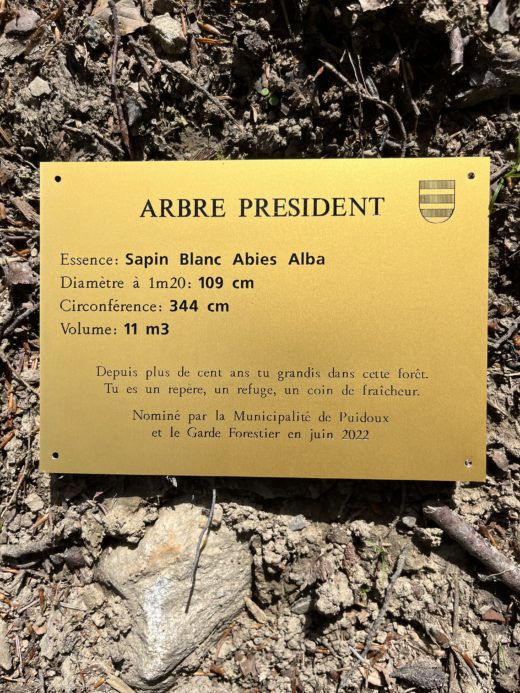 ARBRE PRESIDENT
Essence: Sapin Blanc Abies Alba
Diamètre à 1m20: 109 cm
Circonférence: 344 cm
Volume: 11 m3
Depuis plus de cent ans tu grandis dans cette forêt.
Tu es un repère, un refuge, un coin de fraîcheur.
Nominé par la Municipalité de Puidoux
et le Garde Forestier en juin 2022